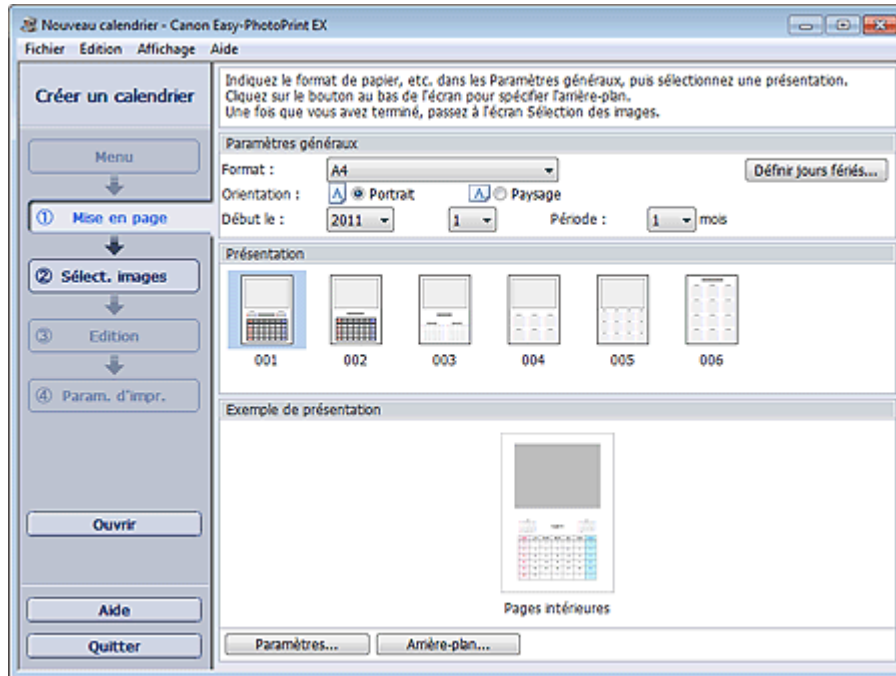 Nouveau calendrier - Canon Easy-PhotoPrint EX
Fichier Édition Affichage Aide
Créer un calendrier
Menu
① Mise en page
② Sélect. images
③ Edition
④ Param. d'impr.
Ouvrir
Aide
Quitter
Indiquez le format de papier, etc. dans les Paramètres généraux, puis sélectionnez une présentation.
Cliquez sur le bouton au bas de l'écran pour spécifier l'arrière-plan.
Une fois que vous avez terminé, passez à l'écran Sélection des images.
Paramètres généraux
Format : A4 Définir jours fériés...
Orientation : A Portrait A Paysage
Début le : 2011 1 Période : 1 mois
Présentation
001 002 003 004 005 006
Exemple de présentation
Pages intérieures
Paramètres... Arrière-plan...